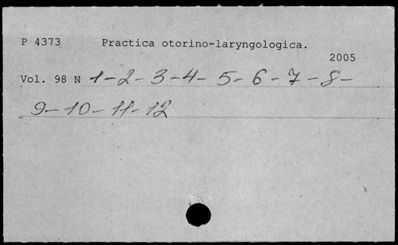 P 4373 Practica otorino-laryngologica.
2005
Vol. 98 N 1-2-3-4-5-6-7-8-
9-10-11-12